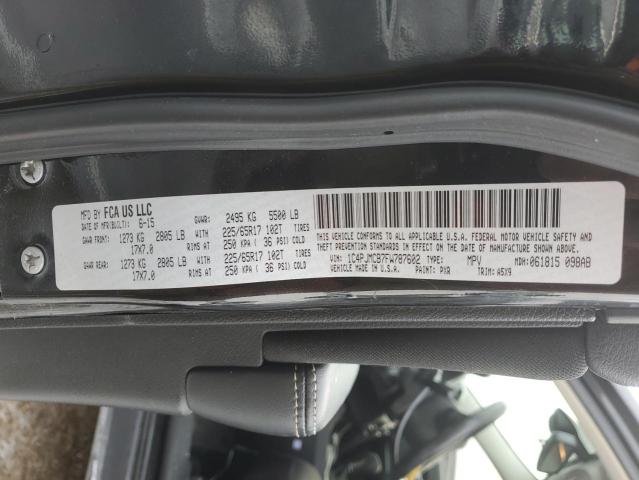 MFD BY FCA US LLC
DATE OF MFR(BUILT): 6-15 GVWR: 2495 KG 5500 LB
GAWR FRONT: 1273 KG 2805 LB WITH 225/65R17 102T TIRES
17X7.0 RIMS AT 250 KPA ( 36 PSI) COLD
GAWR REAR: 1273 KG 2805 LB WITH 225/65R17 102T TIRES
17X7.0 RIMS AT 250 KPA ( 36 PSI) COLD
THIS VEHICLE CONFORMS TO ALL APPLICABLE U.S.A. FEDERAL MOTOR VEHICLE SAFETY
THEFT PREVENTION STANDARDS IN EFFECT ON THE DATE OF MANUFACTURE SHOWN ABOVE.
VIN: 1C4PJMCB7FW787602 TYPE: MPV MDH: 061815 098AB
VEHICLE MADE IN U.S.A. PAINT: PXR TRIM: A5X9